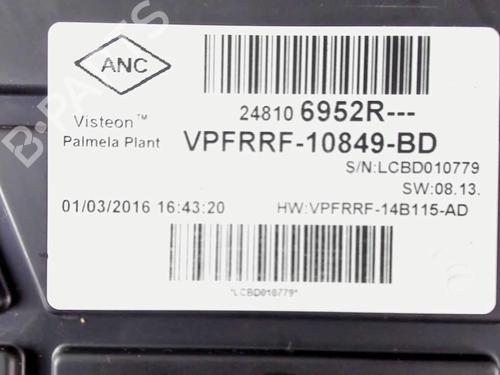 ANC
24810 6952R---
Visteon™
Palmela Plant
VPFRRF-10849-BD
S/N:LCBD010779
SW:08.13.
01/03/2016 16:43:20
HW:VPFRRF-14B115-AD
*LCBD010779*
B-PARTS